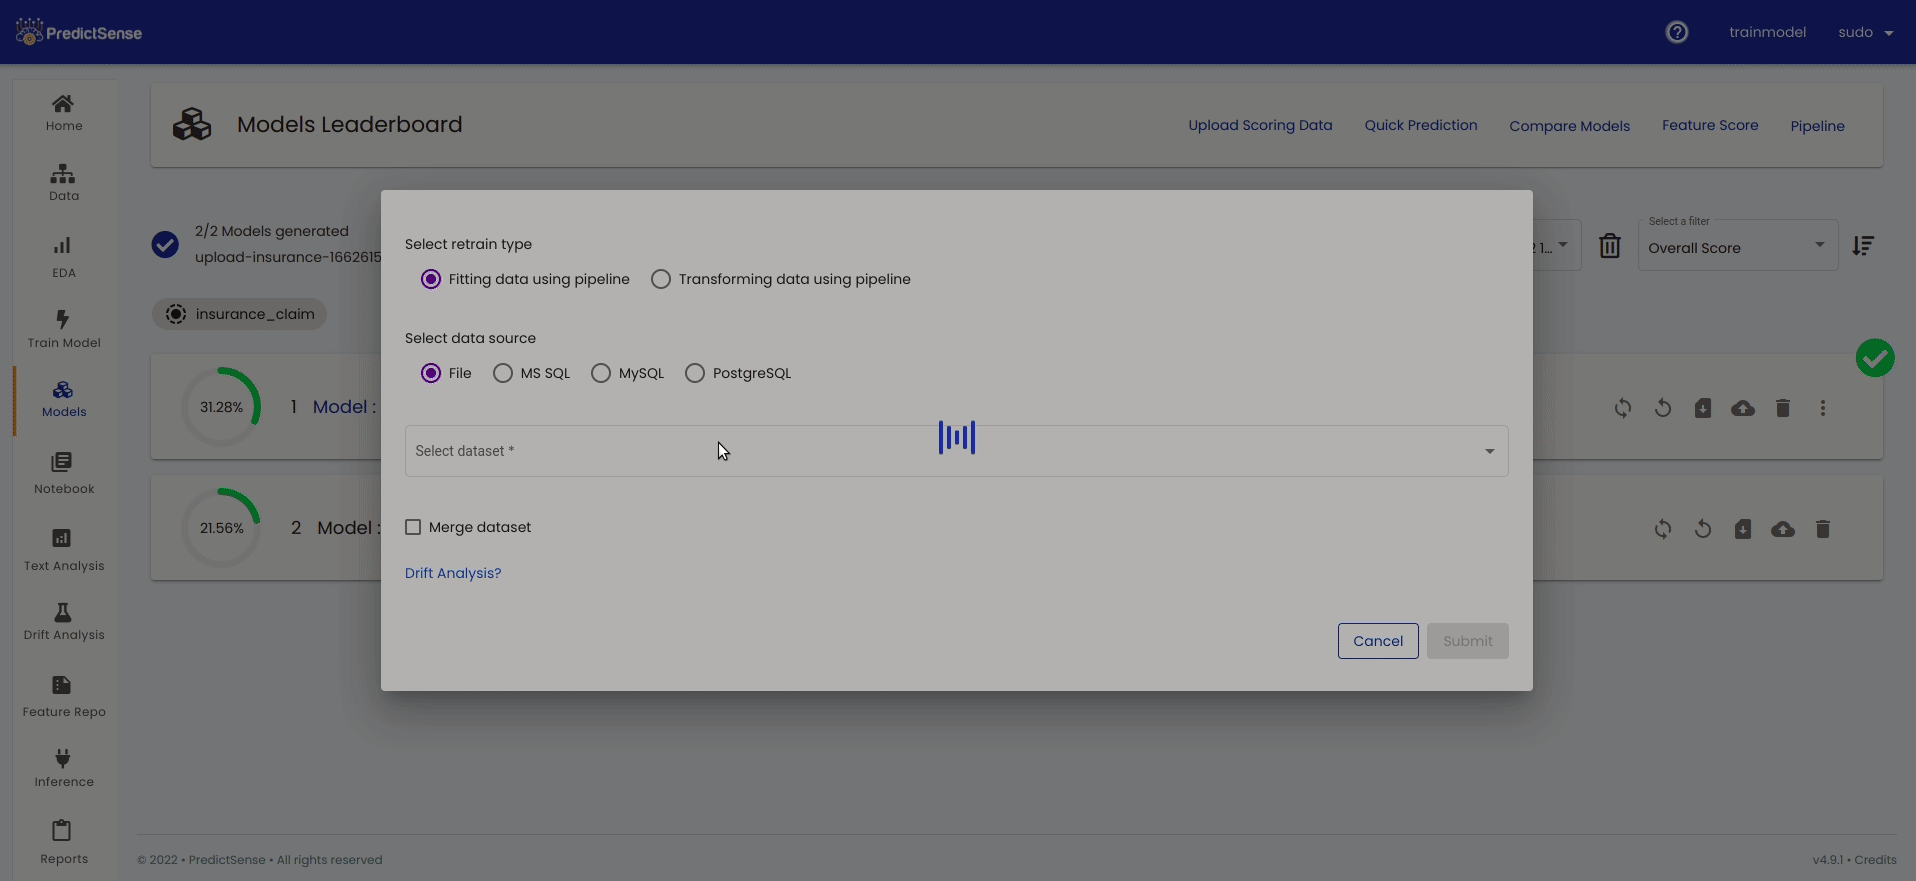 PredictSense
trainmodel
sudo
Home
Data
EDA
Train Model
Models
Notebook
Text Analysis
Drift Analysis
Feature Repo
Inference
Reports
Models Leaderboard
Upload Scoring Data
Quick Prediction
Compare Models
Feature Score
Pipeline
2/2 Models generated
upload-insurance-1662615
2 1...
Select a filter
Overall Score
insurance_claim
31.28%
1 Model :
21.56%
2 Model :
Select retrain type
Fitting data using pipeline
Transforming data using pipeline
Select data source
File
MS SQL
MySQL
PostgreSQL
Select dataset *
Merge dataset
Drift Analysis?
Cancel
Submit
© 2022 • PredictSense • All rights reserved
v4.9.1 • Credits